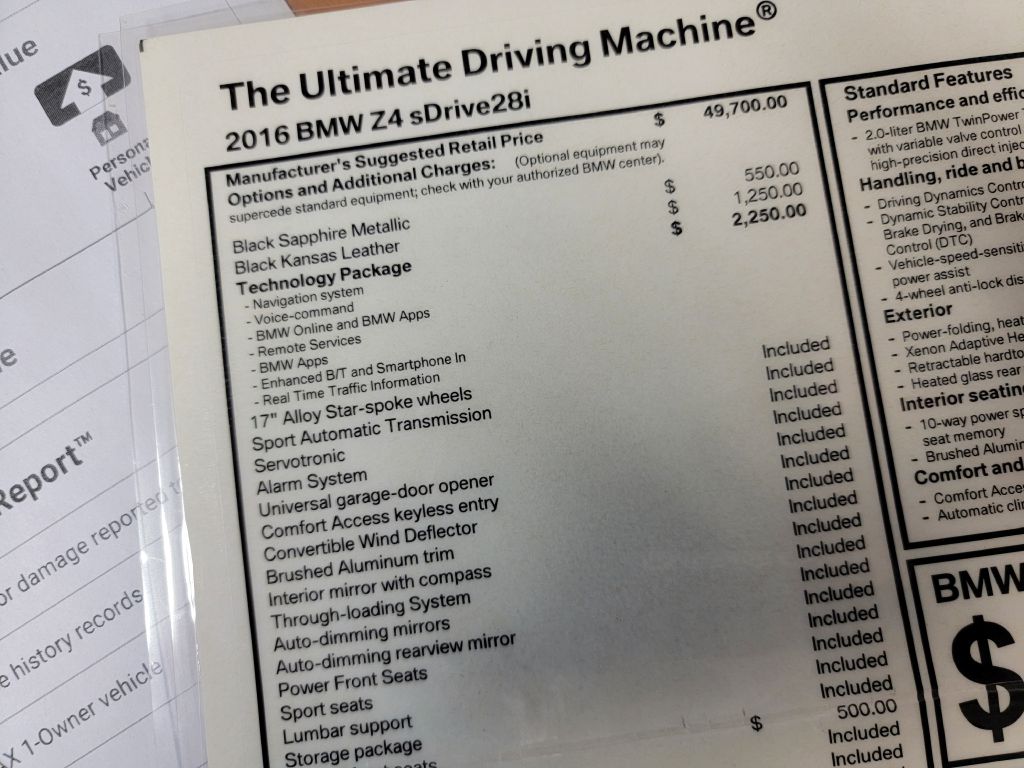 The Ultimate Driving Machine®
2016 BMW Z4 sDrive28i
Manufacturer's Suggested Retail Price $ 49,700.00
Options and Additional Charges: (Optional equipment may
supercede standard equipment; check with your authorized BMW center).
Black Sapphire Metallic $ 550.00
Black Kansas Leather $ 1,250.00
Technology Package $ 2,250.00
- Navigation system
- Voice-command
- BMW Online and BMW Apps
- Remote Services
- BMW Apps
- Enhanced B/T and Smartphone In
- Real Time Traffic Information
17" Alloy Star-spoke wheels Included
Sport Automatic Transmission Included
Servotronic Included
Alarm System Included
Universal garage-door opener Included
Comfort Access keyless entry Included
Convertible Wind Deflector Included
Brushed Aluminum trim Included
Interior mirror with compass Included
Through-loading System Included
Auto-dimming mirrors Included
Auto-dimming rearview mirror Included
Power Front Seats Included
Sport seats Included
Lumbar support Included
Storage package $ 500.00
seats Included
Included
Standard Features
Performance and effic
- 2.0-liter BMW TwinPower
with variable valve control
high-precision direct injec
Handling, ride and b
- Driving Dynamics Contro
- Dynamic Stability Contr
Brake Drying, and Brake
Control (DTC)
- Vehicle-speed-sensiti
power assist
- 4-wheel anti-lock dis
Exterior
- Power-folding, heat
- Xenon Adaptive He
- Retractable hardto
- Heated glass rear
Interior seating
- 10-way power sp
seat memory
- Brushed Alumin
Comfort and
- Comfort Acce
- Automatic cli
BMW
$
lue
$
Persona
Vehic
e
Report™
or damage reported
e history records
AX 1-Owner vehicle